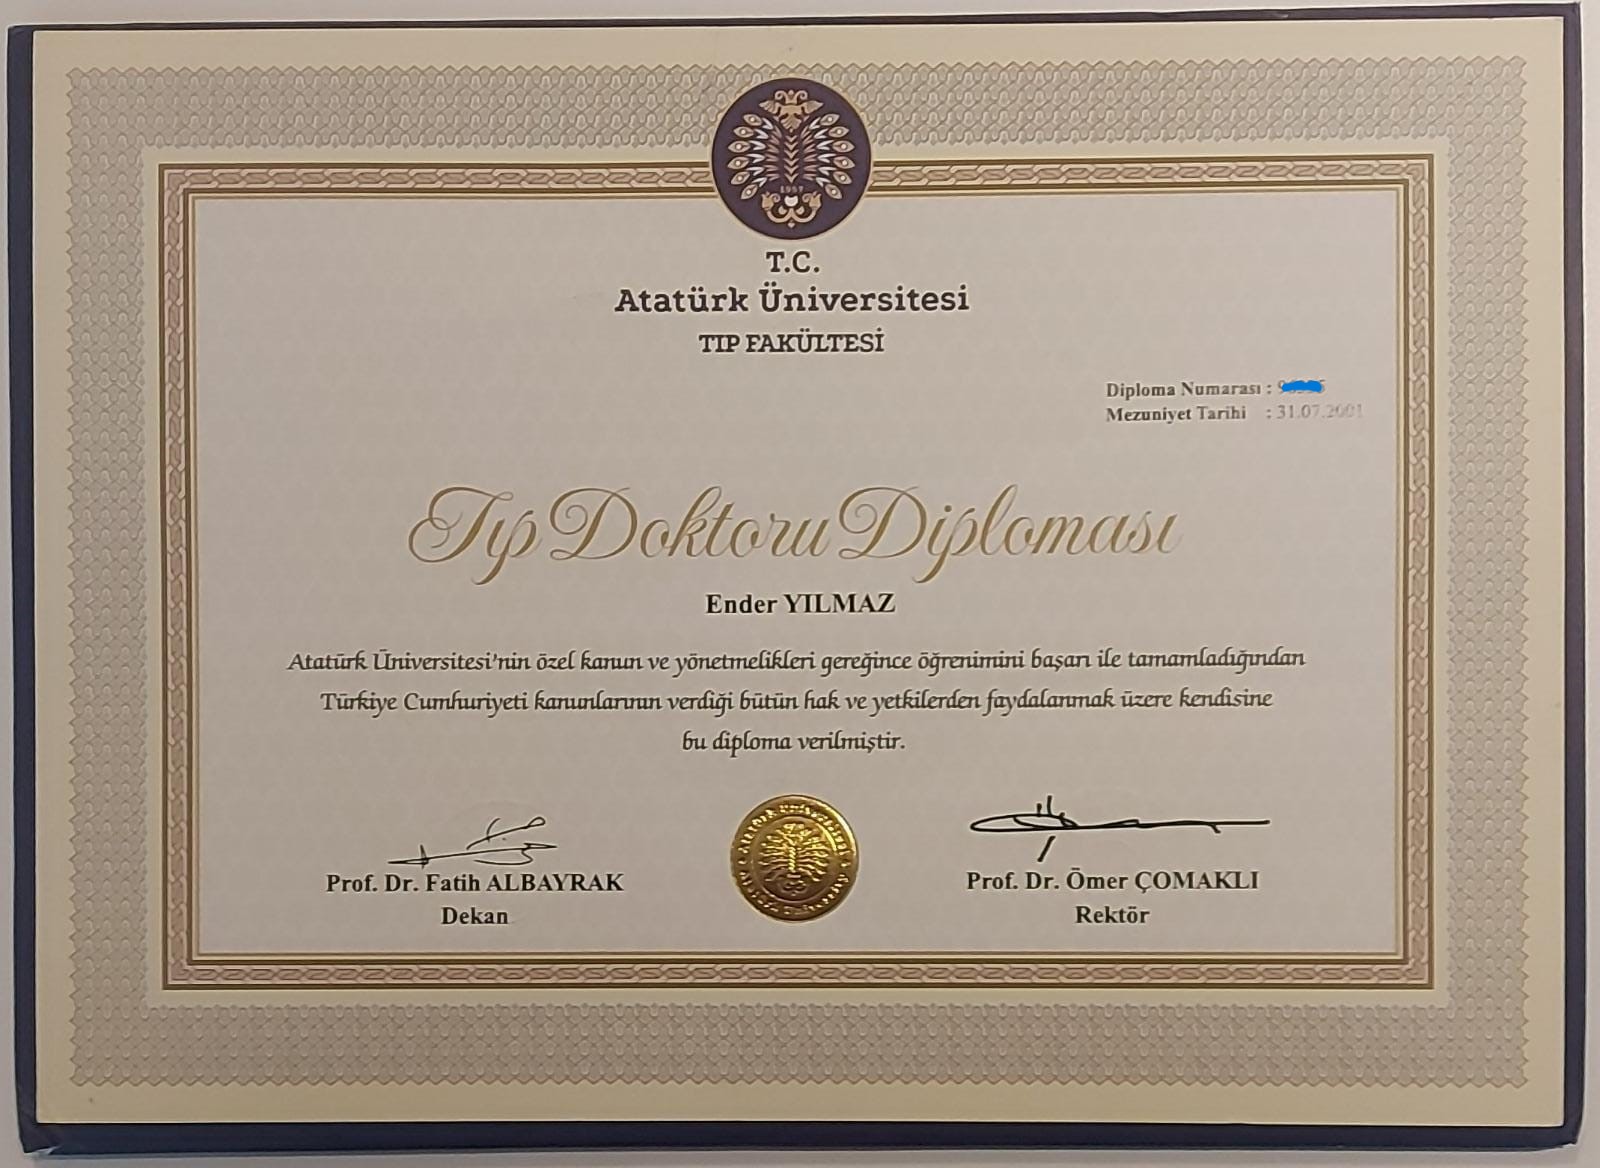 1957
T.C.
Atatürk Üniversitesi
TIP FAKÜLTESİ
Diploma Numarası :
Mezuniyet Tarihi : 31.07.2001
Tıp Doktoru Diploması
Ender YILMAZ
Atatürk Üniversitesi'nin özel kanun ve yönetmelikleri gereğince öğrenimini başarı ile tamamladığından
Türkiye Cumhuriyeti kanunlarının verdiği bütün hak ve yetkilerden faydalanmak üzere kendisine
bu diploma verilmiştir.
Prof. Dr. Fatih ALBAYRAK
Dekan
Prof. Dr. Ömer ÇOMAKLI
Rektör